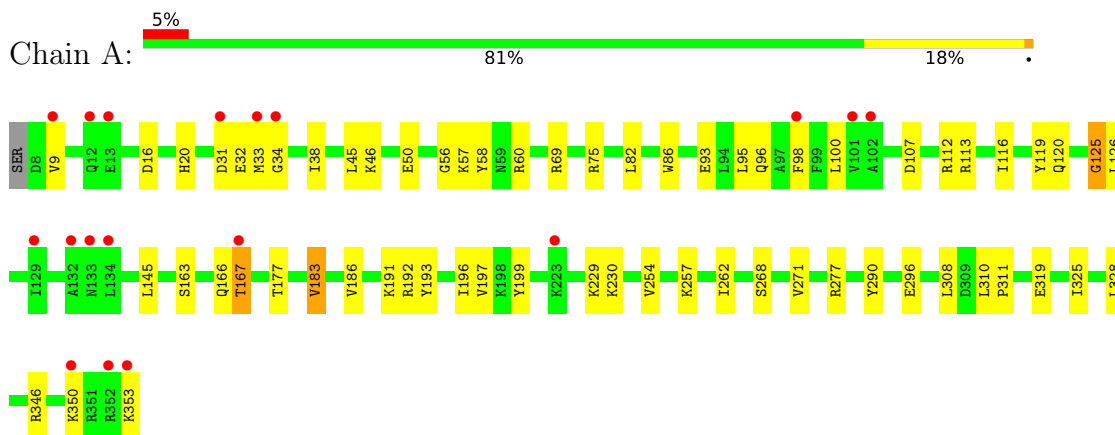 5%
Chain A:
81% 18% •
SER D8 V9 Q12 E13 D16 H20 D31 E32 M33 G34 I38 L45 K46 E50 G56 K57 Y58 N59 R60 R69 R75 L82 W86 E93 L94 L95 Q96 A97 F98 F99 L100 V101 A102 D107 R112 R113 I116 Y119 Q120 G125
I129 A132 N133 L134 L145 S163 Q166 T167 T177 V183 V186 K191 R192 Y193 I196 V197 K198 Y199 K223 K229 K230 V254 K257 I262 S268 V271 R277 Y290 E296 L308 D309 L310 P311 E319 I325
R346 K350 R351 R352 K353